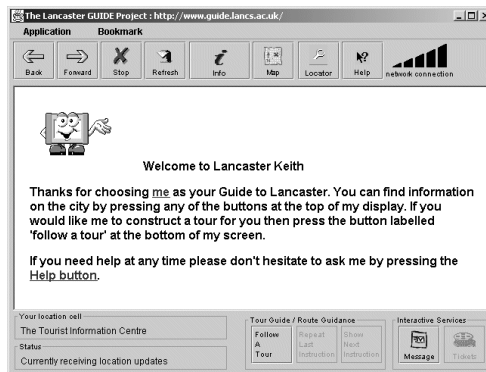 The Lancaster GUIDE Project : http://www.guide.lancs.ac.uk/
Application Bookmark
Back Forward Stop Refresh Info Map Locator Help network connection
Welcome to Lancaster Keith
Thanks for choosing me as your Guide to Lancaster. You can find information
on the city by pressing any of the buttons at the top of my display. If you
would like me to construct a tour for you then press the button labelled
'follow a tour' at the bottom of my screen.
If you need help at any time please don't hesitate to ask me by pressing the
Help button.
Your location cell
The Tourist Information Centre
Status
Currently receiving location updates
Tour Guide / Route Guidance
Follow
A
Tour
Repeat
Last
Instruction
Show
Next
Instruction
Interactive Services
Message
Tickets